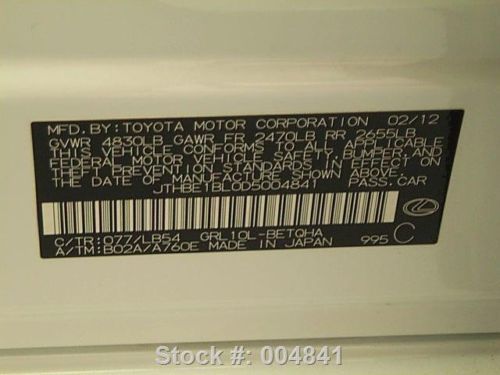 MFD. BY: TOYOTA MOTOR CORPORATION 02/12
GVWR 4830LB GAWR FR 2470LB RR 2655LB
THIS VEHICLE CONFORMS TO ALL APPLICABLE
FEDERAL MOTOR VEHICLE SAFETY, BUMPER, AND
THEFT PREVENTION STANDARDS IN EFFECT ON
THE DATE OF MANUFACTURE SHOWN ABOVE.
JTHBE1BL0D5004841 PASS. CAR
C/TR: 077/LB54 GRL10L-BETQHA
A/TM: B02A/A760E MADE IN JAPAN 995 C
Stock #: 004841